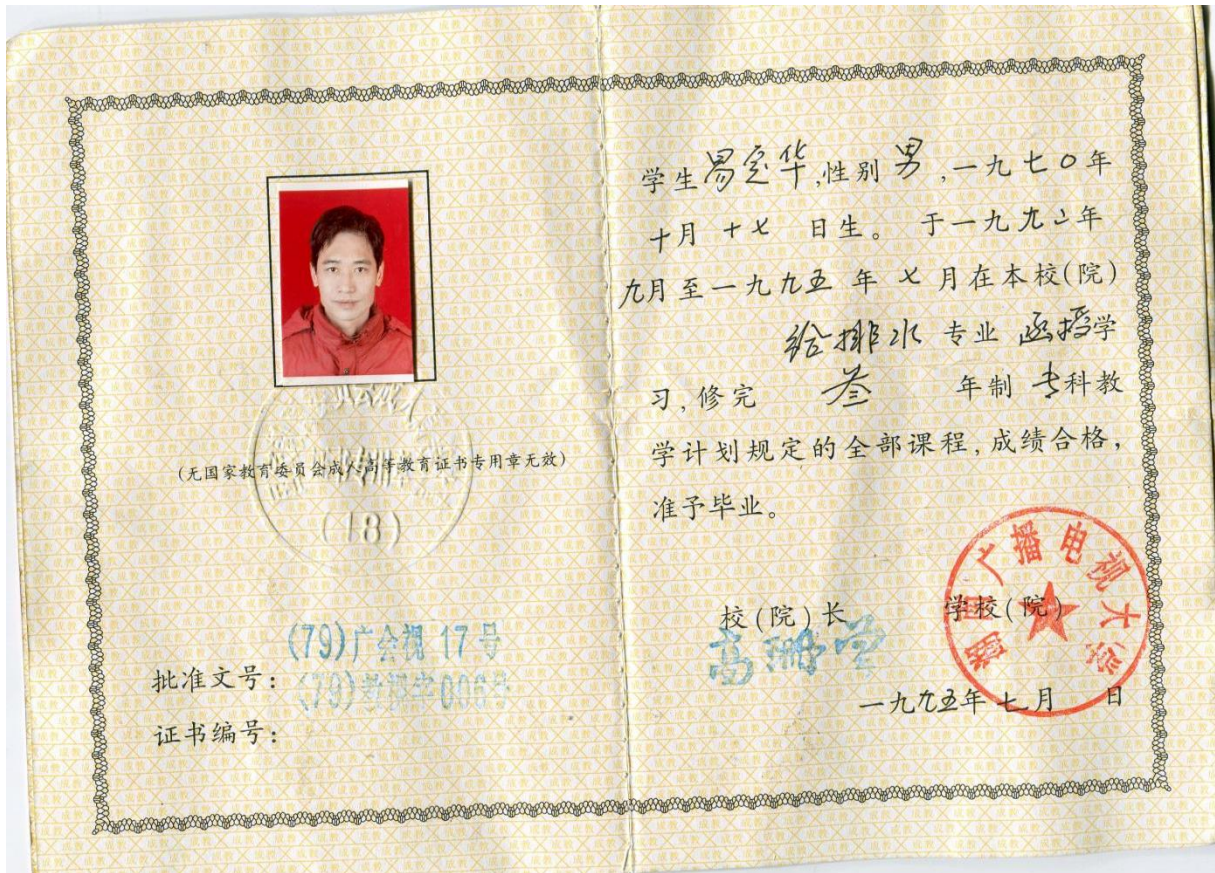 (无国家教育委员会成人高等教育证书专用章无效)
(18)
(79)广会视 17号
批准文号:
(79) 006号
证书编号:
学生易定华,性别男,一九七〇年
十月十七 日生。 于一九九二年
九月至一九九五 年 七 月在本校(院)
给排水 专业 函授学
习,修完 叁 年制 专科教
学计划规定的全部课程,成绩合格,
准予毕业。
校(院)长 学校(院)
广播电视大学
一九九五年七月 日